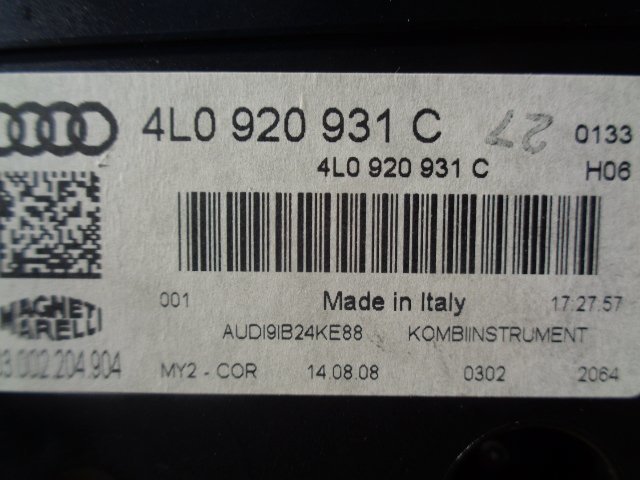 4L0 920 931 C 27 0133
4L0 920 931 C H06
001 Made in Italy 17:27.57
MAGNETI
MARELLI
AUDI9IB24KE88 KOMBIINSTRUMENT
002.204.904
MY2 - COR 14.08.08 0302 2064